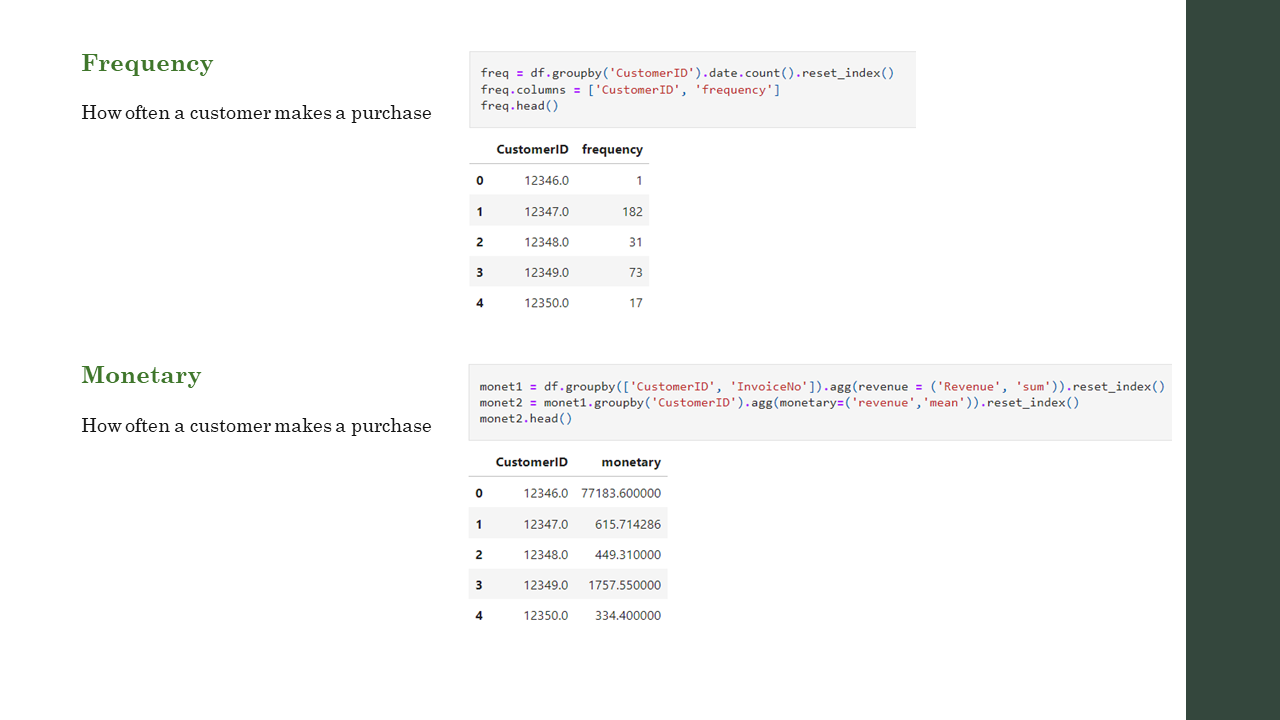 Frequency
How often a customer makes a purchase
freq = df.groupby('CustomerID').date.count().reset_index()
freq.columns = ['CustomerID', 'frequency']
freq.head()
CustomerID frequency
0 12346.0 1
1 12347.0 182
2 12348.0 31
3 12349.0 73
4 12350.0 17
Monetary
How often a customer makes a purchase
monet1 = df.groupby(['CustomerID', 'InvoiceNo']).agg(revenue = ('Revenue', 'sum')).reset_index()
monet2 = monet1.groupby('CustomerID').agg(monetary=('revenue','mean')).reset_index()
monet2.head()
CustomerID monetary
0 12346.0 77183.600000
1 12347.0 615.714286
2 12348.0 449.310000
3 12349.0 1757.550000
4 12350.0 334.400000